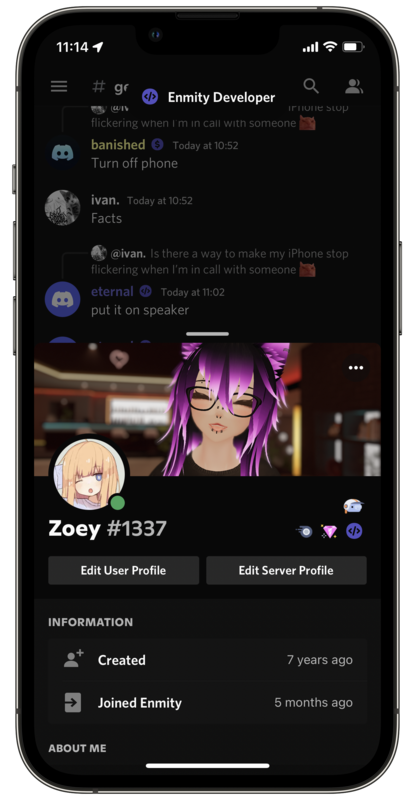 11:14
Enmity Developer
iPhone stop
flickering when I'm in call with someone
banished Today at 10:52
Turn off phone
ivan. Today at 10:52
Facts
@ivan. Is there a way to make my iPhone stop
flickering when I'm in call with someone
eternal Today at 11:02
put it on speaker
Zoey #1337
Edit User Profile
Edit Server Profile
INFORMATION
Created
7 years ago
Joined Enmity
5 months ago
ABOUT ME